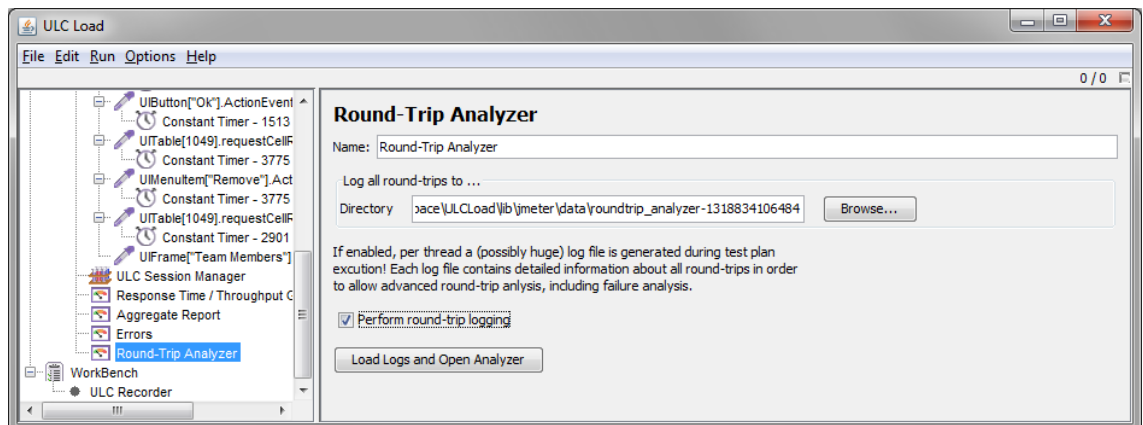 ULC Load
File Edit Run Options Help
0 / 0
UIButton["Ok"].ActionEvent
Constant Timer - 1513
UITable[1049].requestCellR
Constant Timer - 3775
UIMenuItem["Remove"].Act
Constant Timer - 3775
UITable[1049].requestCellR
Constant Timer - 2901
UIFrame["Team Members"]
ULC Session Manager
Response Time / Throughput G
Aggregate Report
Errors
Round-Trip Analyzer
WorkBench
ULC Recorder
Round-Trip Analyzer
Name: Round-Trip Analyzer
Log all round-trips to ...
Directory pace\ULCLoad\lib\jmeter\data\roundtrip_analyzer-1318834106484 Browse...
If enabled, per thread a (possibly huge) log file is generated during test plan
excution! Each log file contains detailed information about all round-trips in order
to allow advanced round-trip anlysis, including failure analysis.
Perform round-trip logging
Load Logs and Open Analyzer